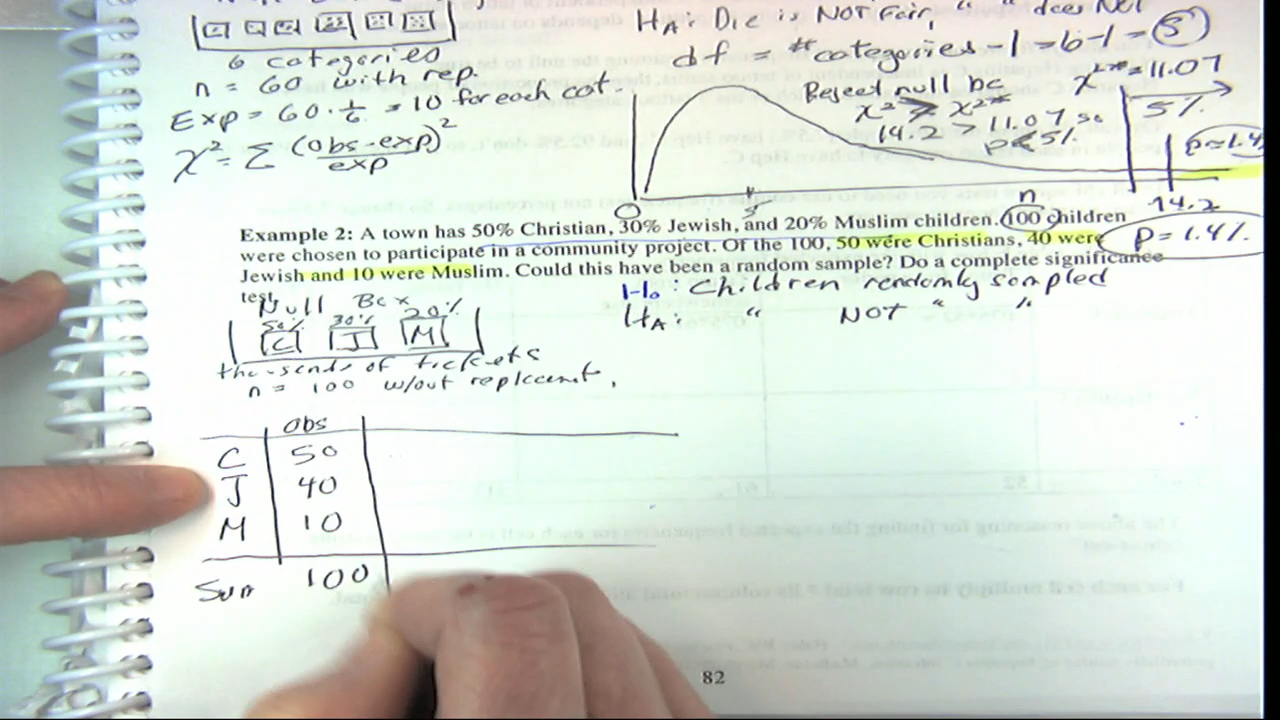 HA: Die is NOT Fair, " " does Not
6 categories
df = # categories - 1 = 6-1 = 5
n = 60 with rep.
Reject null bc
χ²* = 11.07
Exp = 60 · 1/6 = 10 for each cat.
χ² > χ²*
5%
14.2 11.07 so
χ² = Σ (obs-exp)² / exp
p < 5%
p = 1.4
0
5
n
14.2
Example 2: A town has 50% Christian, 30% Jewish, and 20% Muslim children. 100 children
were chosen to participate in a community project. Of the 100, 50 were Christians, 40 were
p = 1.4%
Jewish and 10 were Muslim. Could this have been a random sample? Do a complete significance
test.
Null Box
H₀: Children randomly sampled
50% 30% 20%
HA: " NOT " "
C J M
thousands of tickets
n = 100 w/out replacemnt.
Obs
C 50
J 40
M 10
Sum 100
82